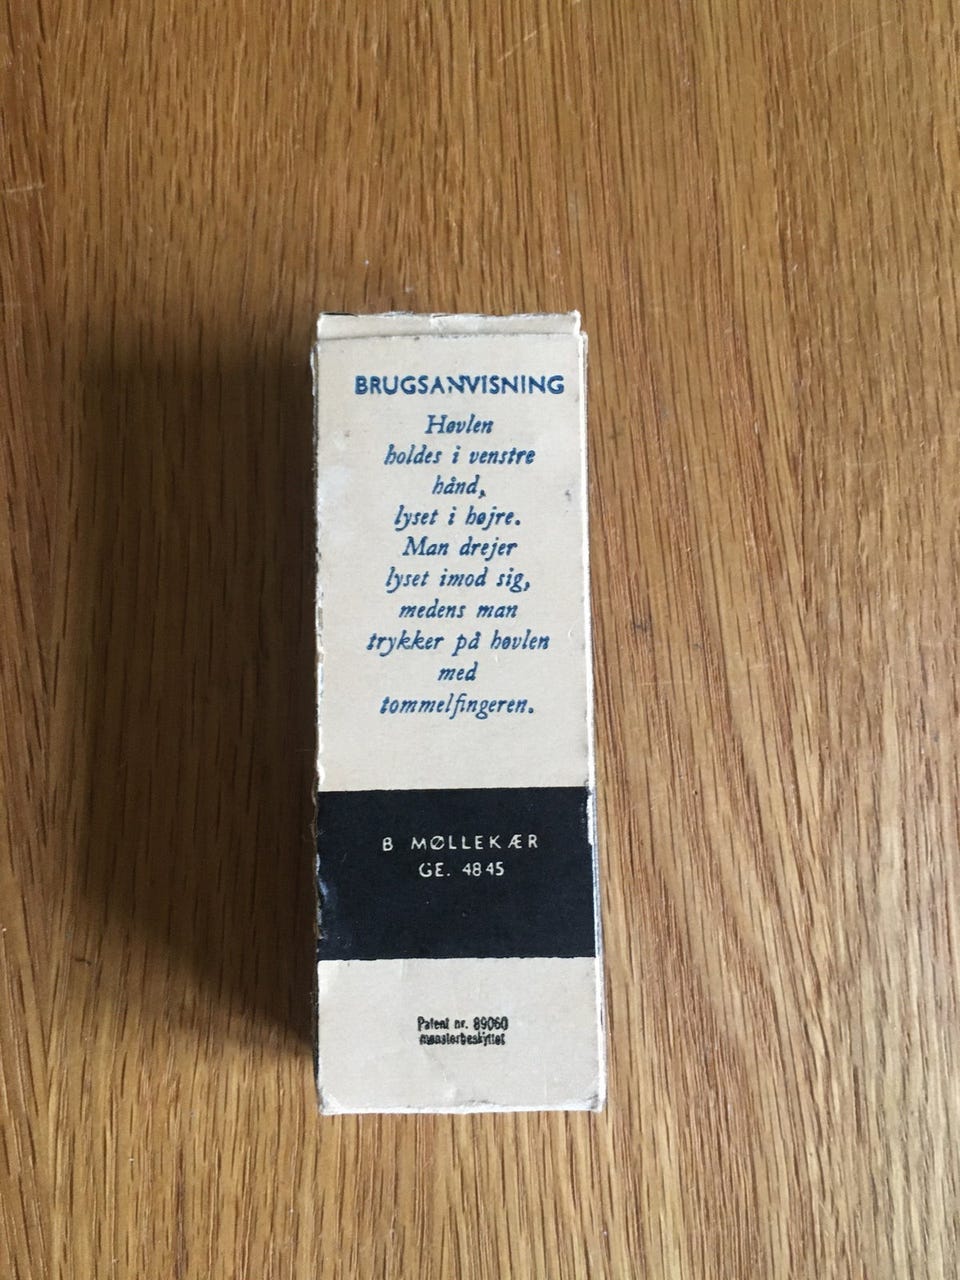 BRUGSANVISNING
Høvlen
holdes i venstre
hånd,
lyset i højre.
Man drejer
lyset imod sig,
medens man
trykker på høvlen
med
tommelfingeren.
B MØLLEKÆR
GE. 4845
Patent nr. 89060
mønsterbeskyttet